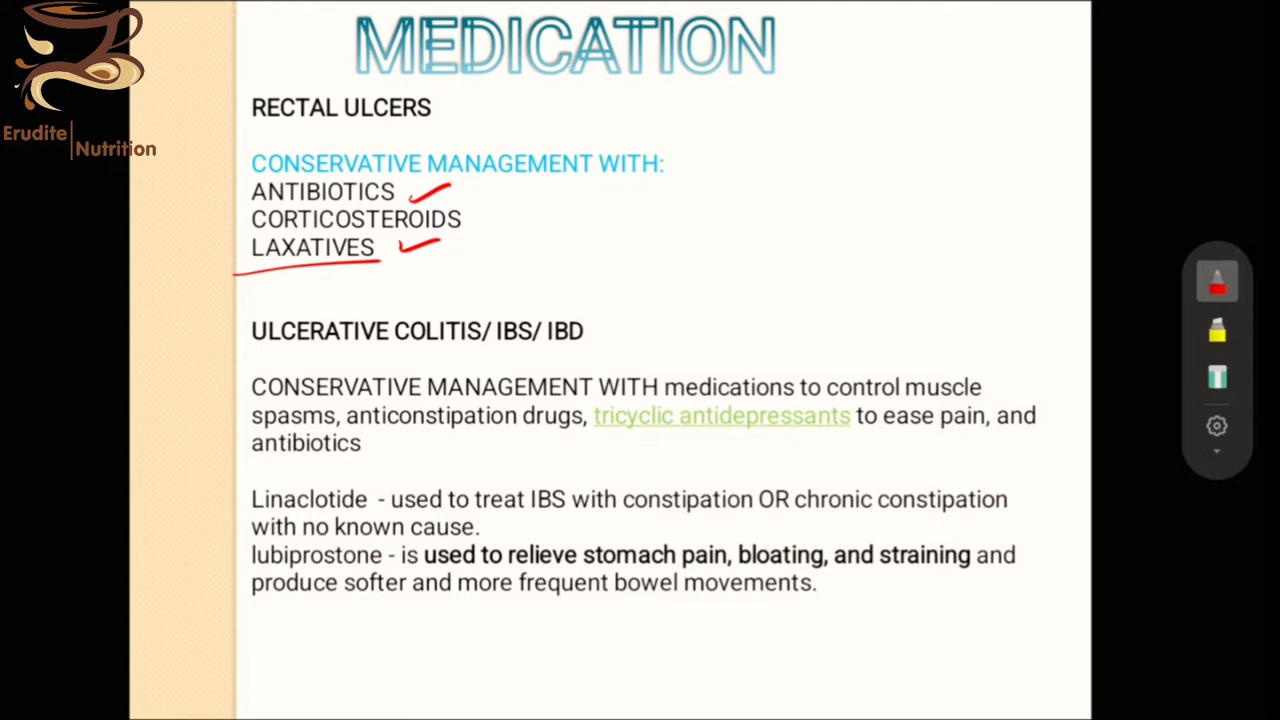 MEDICATION
Erudite
Nutrition
RECTAL ULCERS
CONSERVATIVE MANAGEMENT WITH:
ANTIBIOTICS
CORTICOSTEROIDS
LAXATIVES
ULCERATIVE COLITIS/ IBS/ IBD
CONSERVATIVE MANAGEMENT WITH medications to control muscle
spasms, anticonstipation drugs, tricyclic antidepressants to ease pain, and
antibiotics
Linaclotide - used to treat IBS with constipation OR chronic constipation
with no known cause.
lubiprostone - is used to relieve stomach pain, bloating, and straining and
produce softer and more frequent bowel movements.